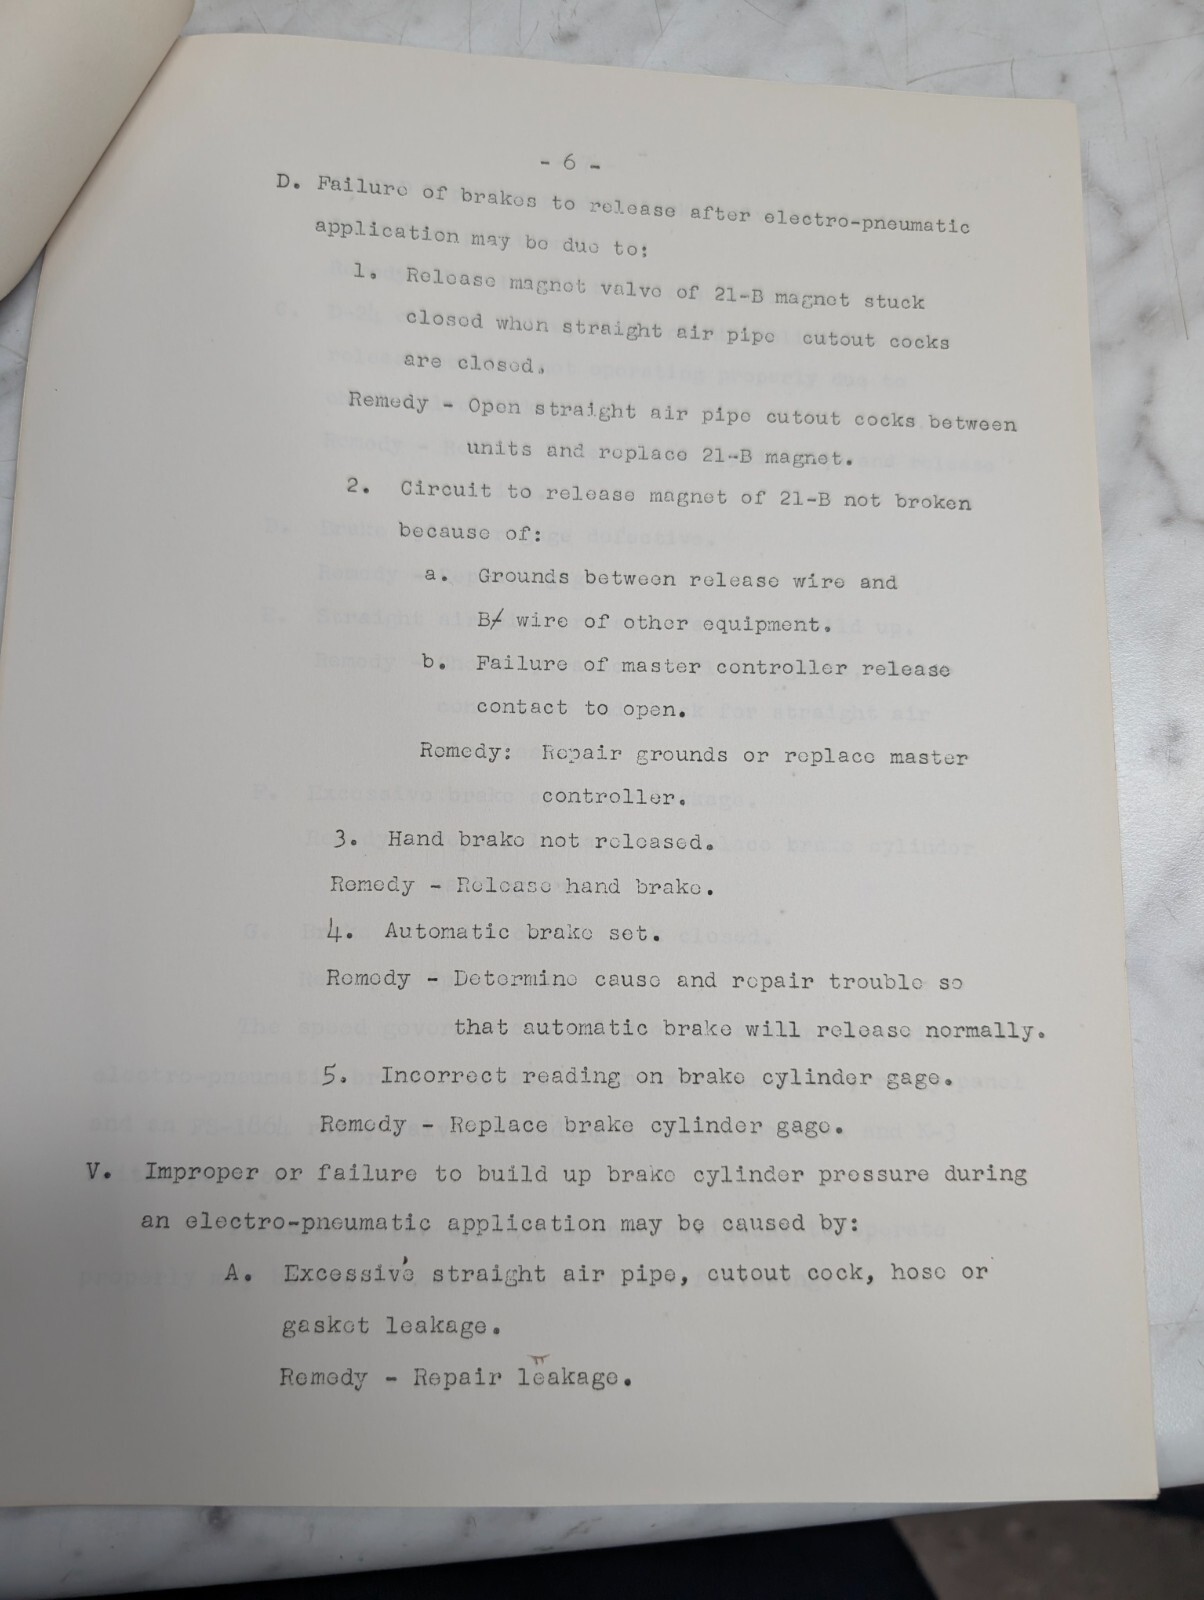 - 6 -
D. Failure of brakes to release after electro-pneumatic
application may be due to:
1. Release magnet valve of 21-B magnet stuck
closed when straight air pipe cutout cocks
are closed.
Remedy - Open straight air pipe cutout cocks between
units and replace 21-B magnet.
2. Circuit to release magnet of 21-B not broken
because of:
a. Grounds between release wire and
B/ wire of other equipment.
b. Failure of master controller release
contact to open.
Remedy: Repair grounds or replace master
controller.
3. Hand brake not released.
Remedy - Release hand brake.
4. Automatic brake set.
Remedy - Determine cause and repair trouble so
that automatic brake will release normally.
5. Incorrect reading on brake cylinder gage.
Remedy - Replace brake cylinder gage.
V. Improper or failure to build up brake cylinder pressure during
an electro-pneumatic application may be caused by:
A. Excessive straight air pipe, cutout cock, hose or
gasket leakage.
Remedy - Repair leakage.